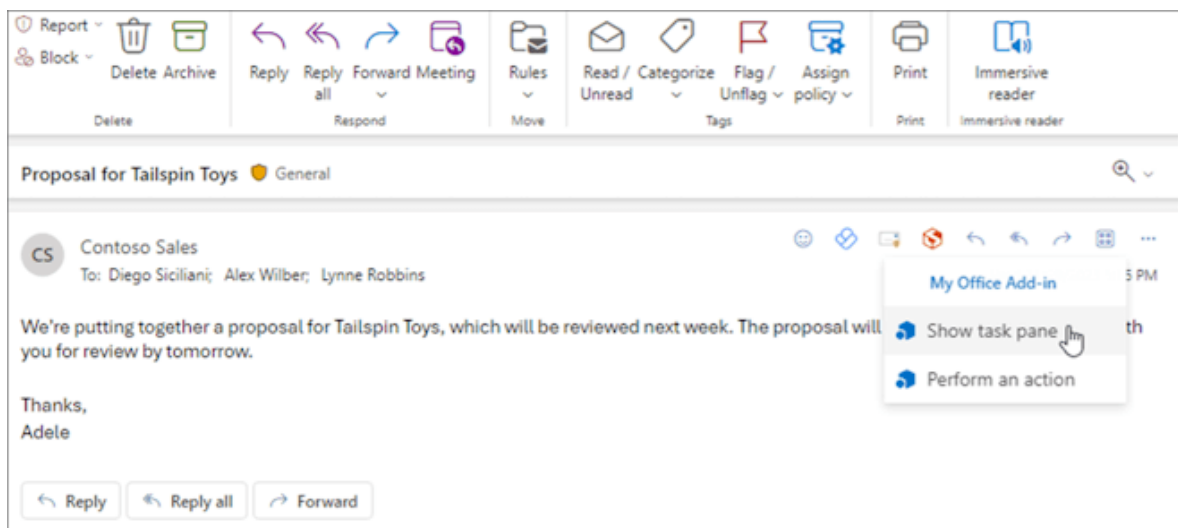 Report
Block
Delete Archive
Delete
Reply Reply all Forward Meeting
Respond
Rules
Move
Read / Unread Categorize Flag / Unflag Assign policy
Tags
Print
Print
Immersive reader
Immersive reader
Proposal for Tailspin Toys General
CS Contoso Sales
To: Diego Siciliani; Alex Wilber; Lynne Robbins
PM
My Office Add-in
Show task pane
Perform an action
We're putting together a proposal for Tailspin Toys, which will be reviewed next week. The proposal will th
you for review by tomorrow.
Thanks,
Adele
Reply Reply all Forward